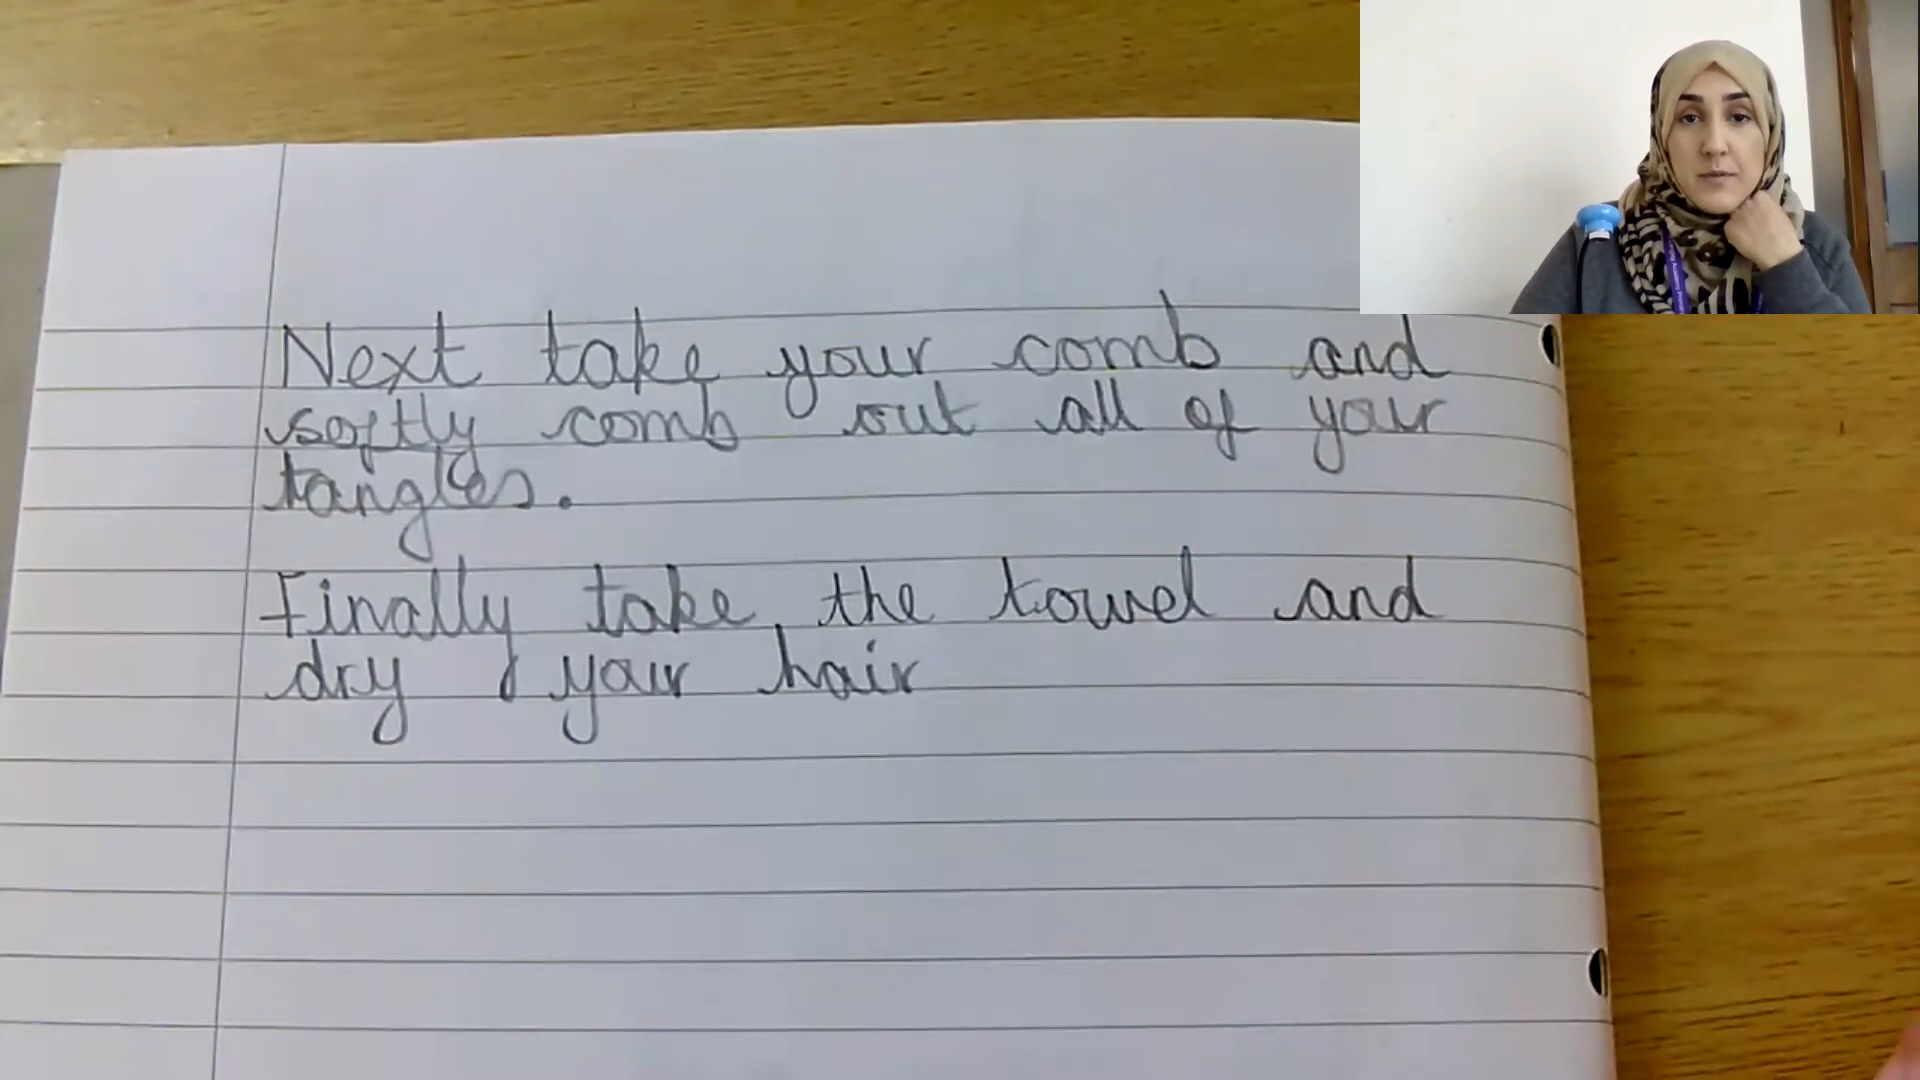 Next take your comb and
softly comb out all of your
tangles.
Finally take the towel and
dry your hair